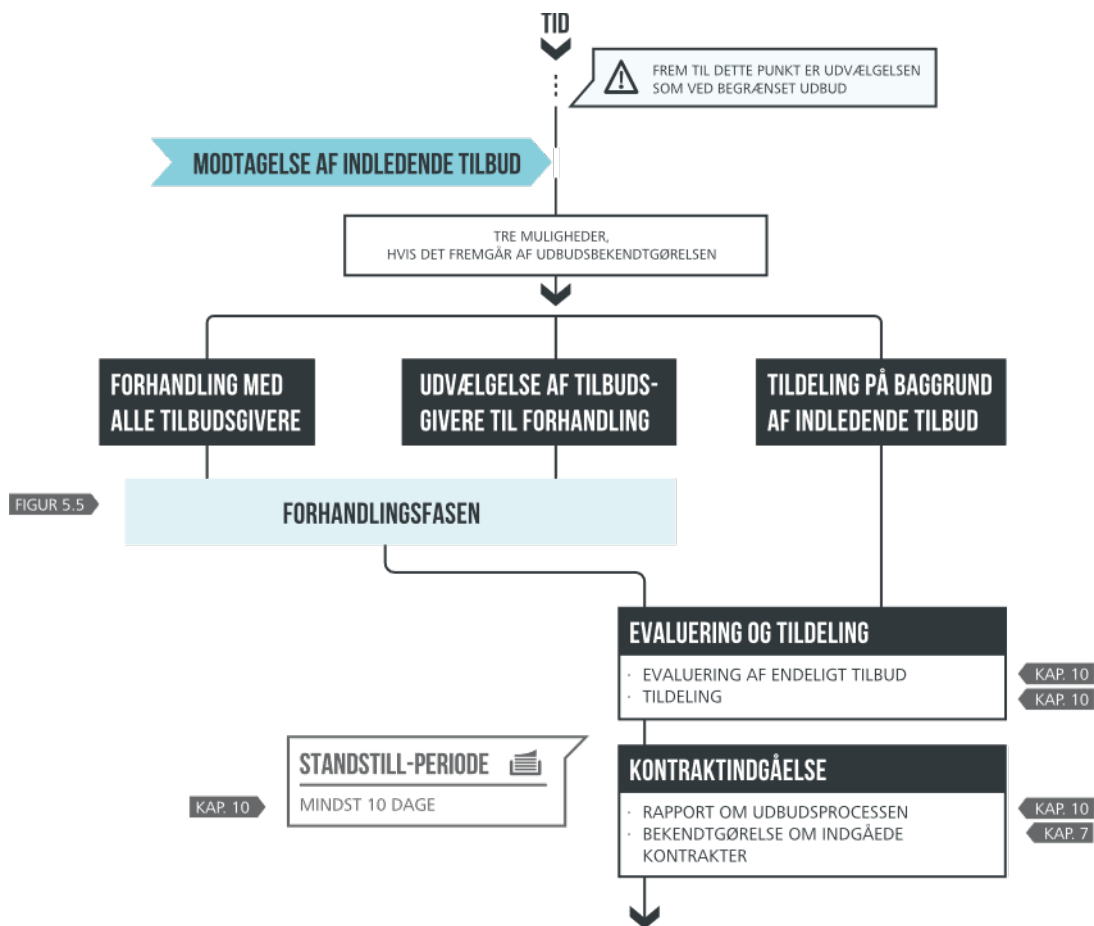 TID
FREM TIL DETTE PUNKT ER UDVÆLGELSEN
SOM VED BEGRÆNSET UDBUD
MODTAGELSE AF INDLEDENDE TILBUD
TRE MULIGHEDER,
HVIS DET FREMGÅR AF UDBUDSBEKENDTGØRELSEN
FORHANDLING MED
ALLE TILBUDSGIVERE
UDVÆLGELSE AF TILBUDS-
GIVERE TIL FORHANDLING
TILDELING PÅ BAGGRUND
AF INDLEDENDE TILBUD
FIGUR 5.5
FORHANDLINGSFASEN
EVALUERING OG TILDELING
· EVALUERING AF ENDELIGT TILBUD
· TILDELING
KAP. 10
KAP. 10
STANDSTILL-PERIODE
MINDST 10 DAGE
KAP. 10
KONTRAKTINDGÅELSE
· RAPPORT OM UDBUDSPROCESSEN
· BEKENDTGØRELSE OM INDGÅEDE
KONTRAKTER
KAP. 10
KAP. 7